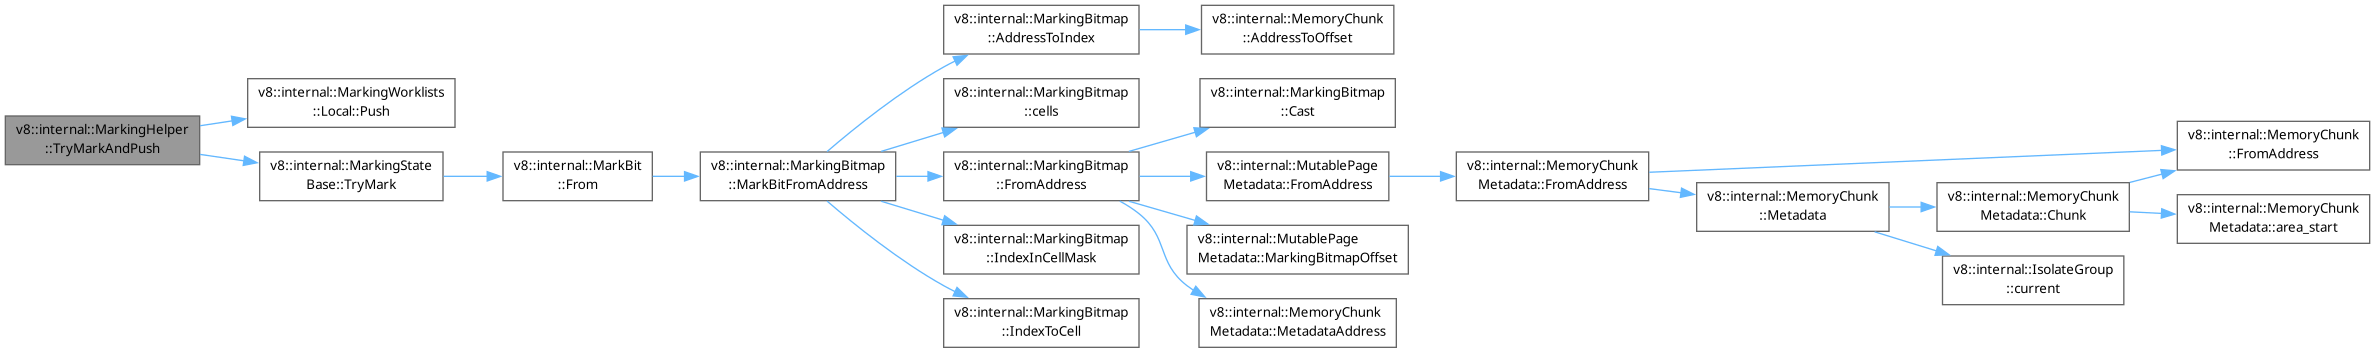 v8::internal::MarkingHelper
::TryMarkAndPush
v8::internal::MarkingWorklists
::Local::Push
v8::internal::MarkingState
Base::TryMark
v8::internal::MarkBit
::From
v8::internal::MarkingBitmap
::MarkBitFromAddress
v8::internal::MarkingBitmap
::AddressToIndex
v8::internal::MemoryChunk
::AddressToOffset
v8::internal::MarkingBitmap
::cells
v8::internal::MarkingBitmap
::FromAddress
v8::internal::MarkingBitmap
::Cast
v8::internal::MutablePage
Metadata::FromAddress
v8::internal::MemoryChunk
Metadata::FromAddress
v8::internal::MemoryChunk
::FromAddress
v8::internal::MemoryChunk
::Metadata
v8::internal::MemoryChunk
Metadata::Chunk
v8::internal::MemoryChunk
Metadata::area_start
v8::internal::IsolateGroup
::current
v8::internal::MutablePage
Metadata::MarkingBitmapOffset
v8::internal::MemoryChunk
Metadata::MetadataAddress
v8::internal::MarkingBitmap
::IndexInCellMask
v8::internal::MarkingBitmap
::IndexToCell